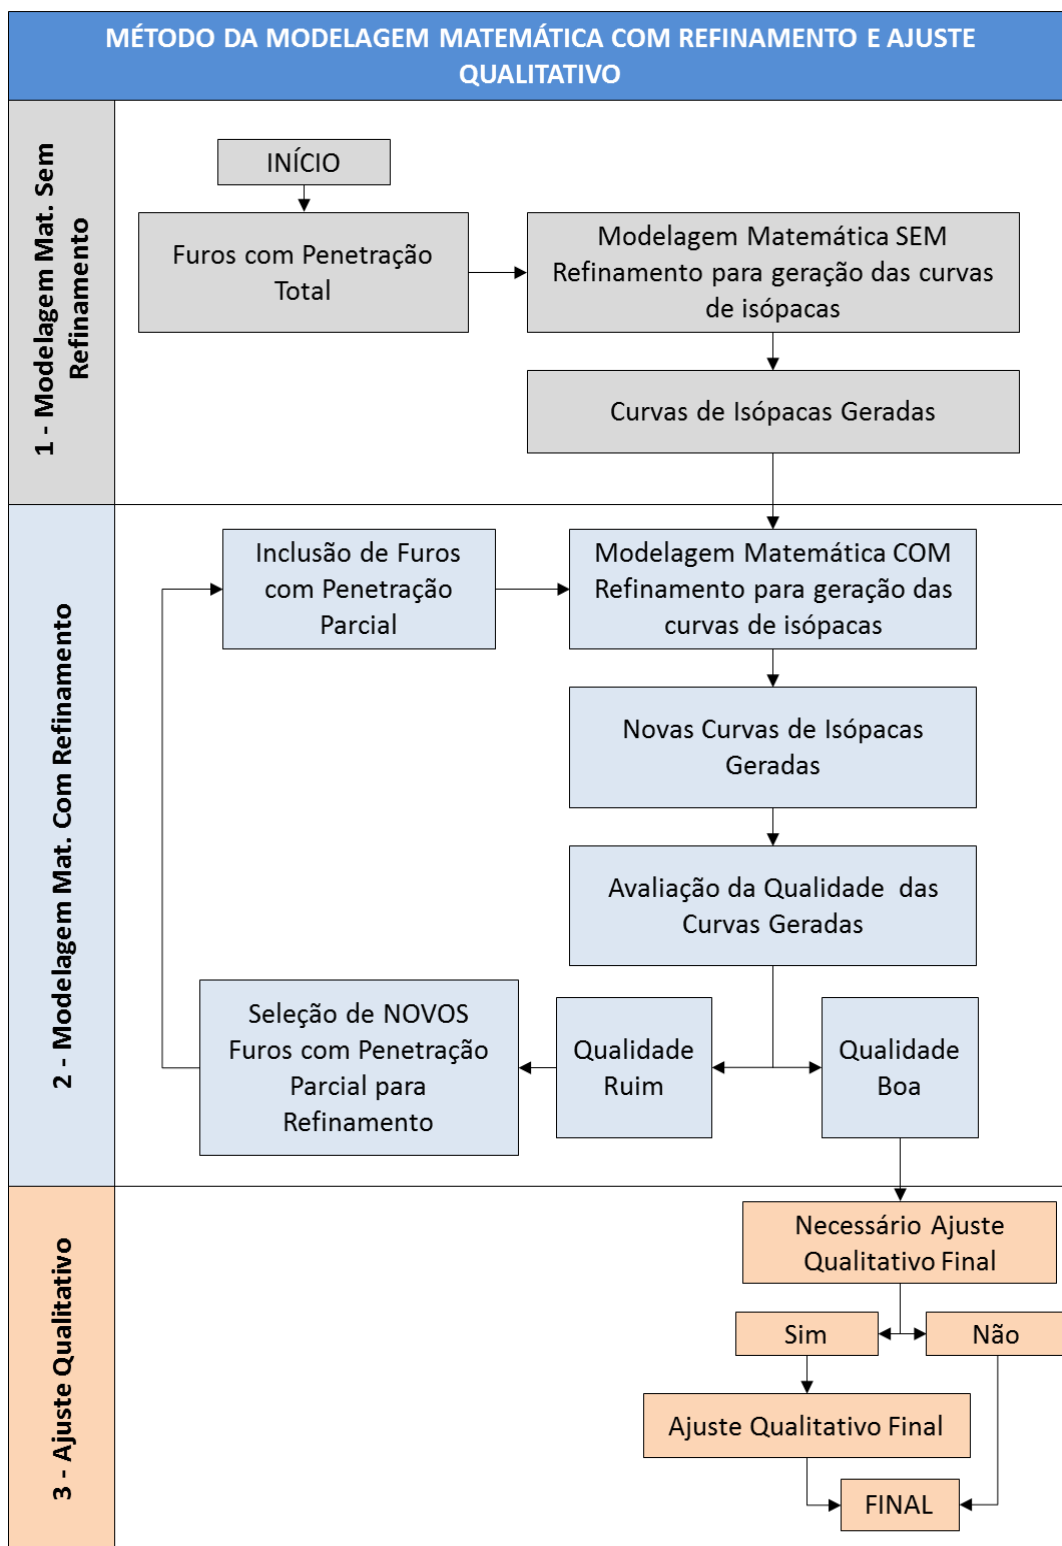 MÉTODO DA MODELAGEM MATEMÁTICA COM REFINAMENTO E AJUSTE
QUALITATIVO
1 - Modelagem Mat. Sem
Refinamento
INÍCIO
Furos com Penetração
Total
Modelagem Matemática SEM
Refinamento para geração das curvas
de isópacas
Curvas de Isópacas Geradas
2 - Modelagem Mat. Com Refinamento
Inclusão de Furos
com Penetração
Parcial
Modelagem Matemática COM
Refinamento para geração das
curvas de isópacas
Novas Curvas de Isópacas
Geradas
Avaliação da Qualidade das
Curvas Geradas
Seleção de NOVOS
Furos com Penetração
Parcial para
Refinamento
Qualidade
Ruim
Qualidade
Boa
3 - Ajuste Qualitativo
Necessário Ajuste
Qualitativo Final
Sim
Não
Ajuste Qualitativo Final
FINAL